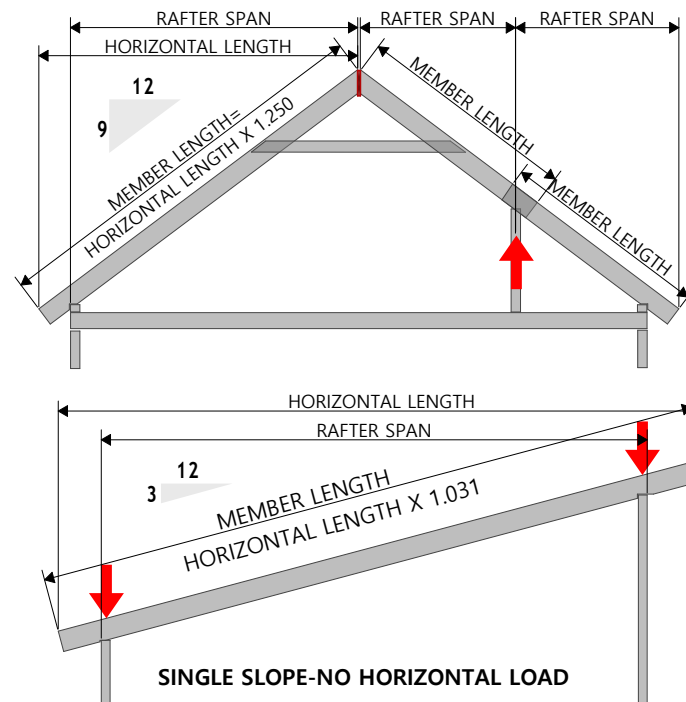 RAFTER SPAN
RAFTER SPAN
RAFTER SPAN
HORIZONTAL LENGTH
12
9
MEMBER LENGTH=
HORIZONTAL LENGTH X 1.250
MEMBER LENGTH
MEMBER LENGTH
HORIZONTAL LENGTH
RAFTER SPAN
12
3
MEMBER LENGTH
HORIZONTAL LENGTH X 1.031
SINGLE SLOPE-NO HORIZONTAL LOAD